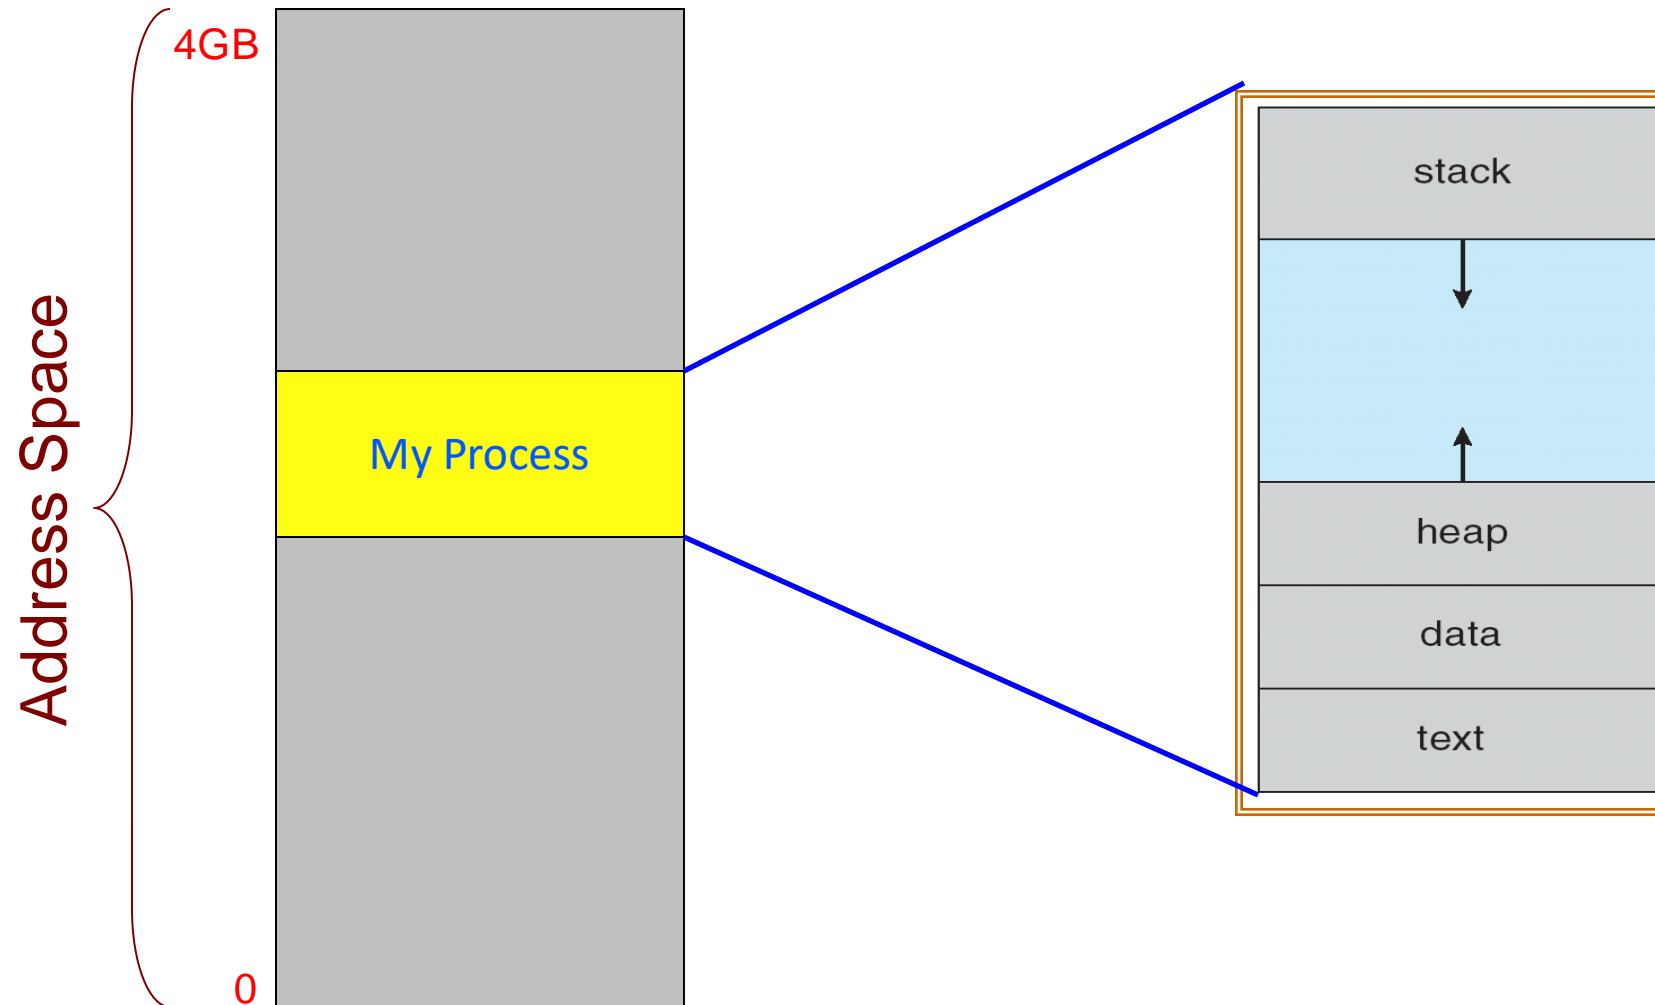 Address Space
4GB
My Process
0
stack
heap
data
text